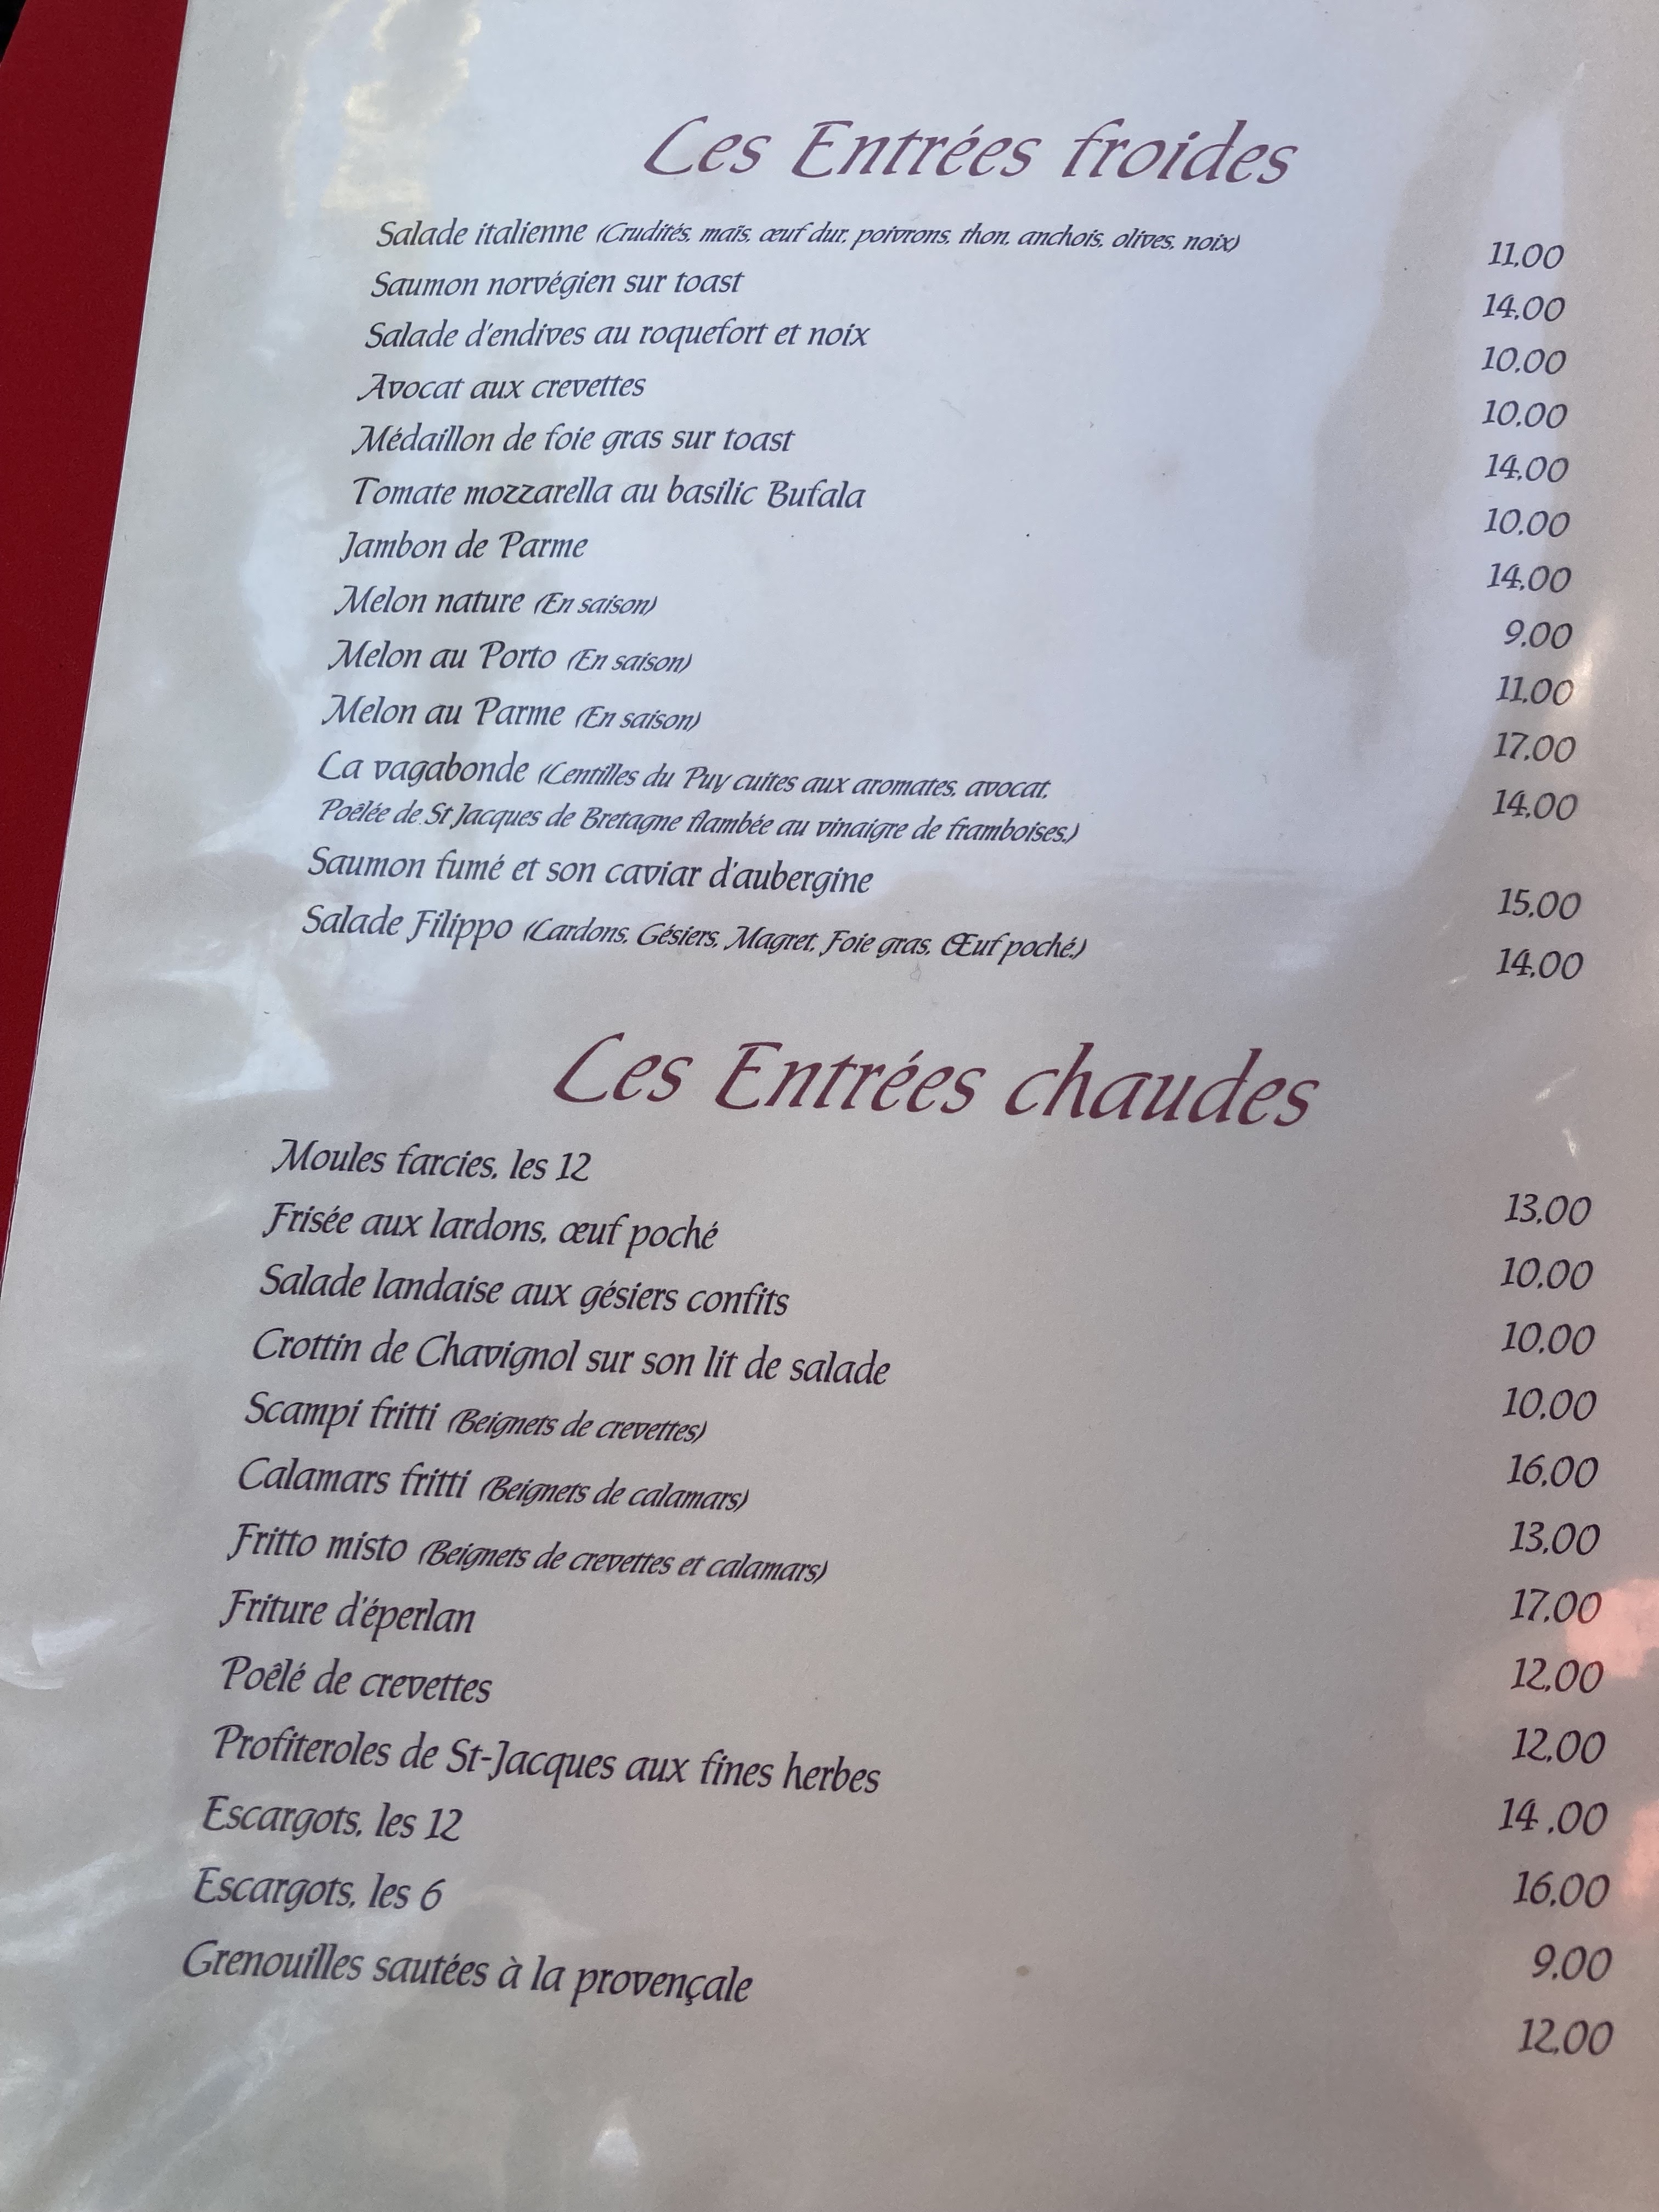 Les Entrées froides
Salade italienne (Crudités, maïs, œuf dur, poivrons, thon, anchois, olives, noix) 11,00
Saumon norvégien sur toast 14,00
Salade d'endives au roquefort et noix 10,00
Avocat aux crevettes 10,00
Médaillon de foie gras sur toast 14,00
Tomate mozzarella au basilic Bufala 10,00
Jambon de Parme 14,00
Melon nature (En saison) 9,00
Melon au Porto (En saison) 11,00
Melon au Parme (En saison) 17,00
La vagabonde (Lentilles du Puy cuites aux aromates, avocat, 14,00
Poêlée de St Jacques de Bretagne flambée au vinaigre de framboises.)
Saumon fumé et son caviar d'aubergine 15,00
Salade Filippo (Lardons, Gésiers, Magret, Foie gras, Œuf poché.) 14,00
Les Entrées chaudes
Moules farcies, les 12 13,00
Frisée aux lardons, œuf poché 10,00
Salade landaise aux gésiers confits 10,00
Crottin de Chavignol sur son lit de salade 10,00
Scampi fritti (Beignets de crevettes) 16,00
Calamars fritti (Beignets de calamars) 13,00
Fritto misto (Beignets de crevettes et calamars) 17,00
Friture d'éperlan 12,00
Poêlé de crevettes 12,00
Profiteroles de St-Jacques aux fines herbes 14 ,00
Escargots, les 12 16,00
Escargots, les 6 9,00
Grenouilles sautées à la provençale 12,00